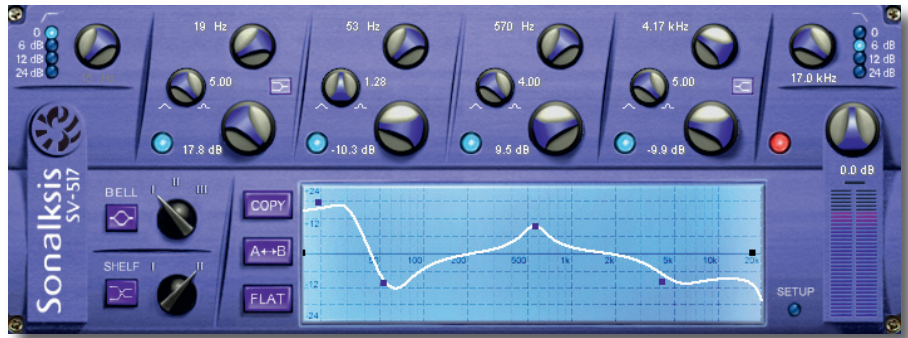 0
6 dB
12 dB
24 dB
19 Hz
5.00
17.8 dB
53 Hz
1.28
-10.3 dB
570 Hz
4.00
9.5 dB
4.17 kHz
5.00
-9.9 dB
17.0 kHz
0
6 dB
12 dB
24 dB
0.0 dB
Sonalksis
SV-517
BELL
I II III
SHELF
I II
COPY
A↔B
FLAT
+24
+12
-12
-24
50 100 200 500 1k 2k 5k 10k 20k
SETUP